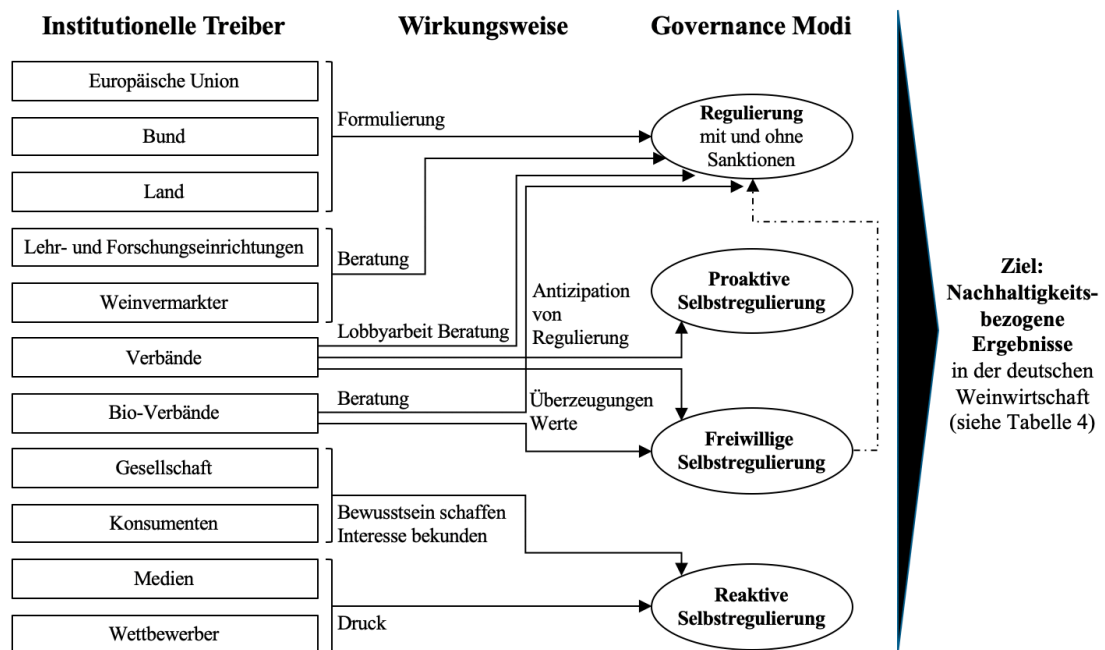 Institutionelle Treiber
Wirkungsweise
Governance Modi
Europäische Union
Bund
Land
Lehr- und Forschungseinrichtungen
Weinvermarkter
Verbände
Bio-Verbände
Gesellschaft
Konsumenten
Medien
Wettbewerber
Formulierung
Beratung
Lobbyarbeit Beratung
Antizipation
von
Regulierung
Beratung
Überzeugungen
Werte
Bewusstsein schaffen
Interesse bekunden
Druck
Regulierung
mit und ohne
Sanktionen
Proaktive
Selbstregulierung
Freiwillige
Selbstregulierung
Reaktive
Selbstregulierung
Ziel:
Nachhaltigkeits-
bezogene
Ergebnisse
in der deutschen
Weinwirtschaft
(siehe Tabelle 4)